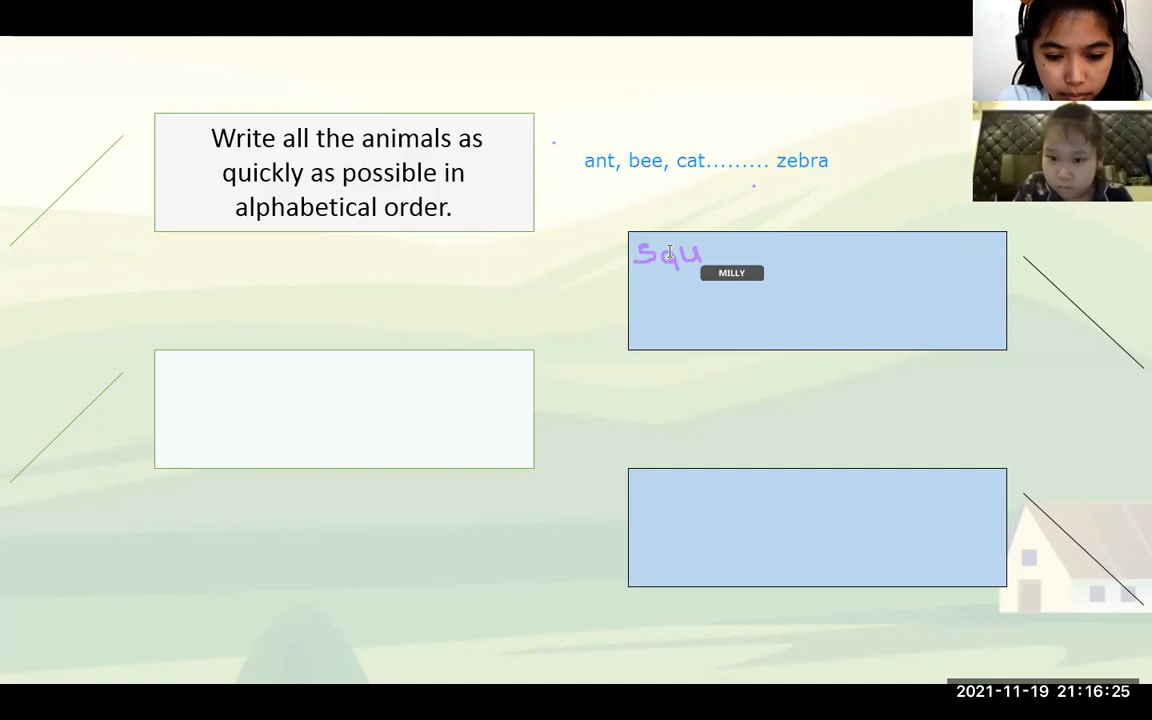 Write all the animals as
quickly as possible in
alphabetical order.
ant, bee, cat......... zebra
squ
MILLY
2021-11-19 21:16:25